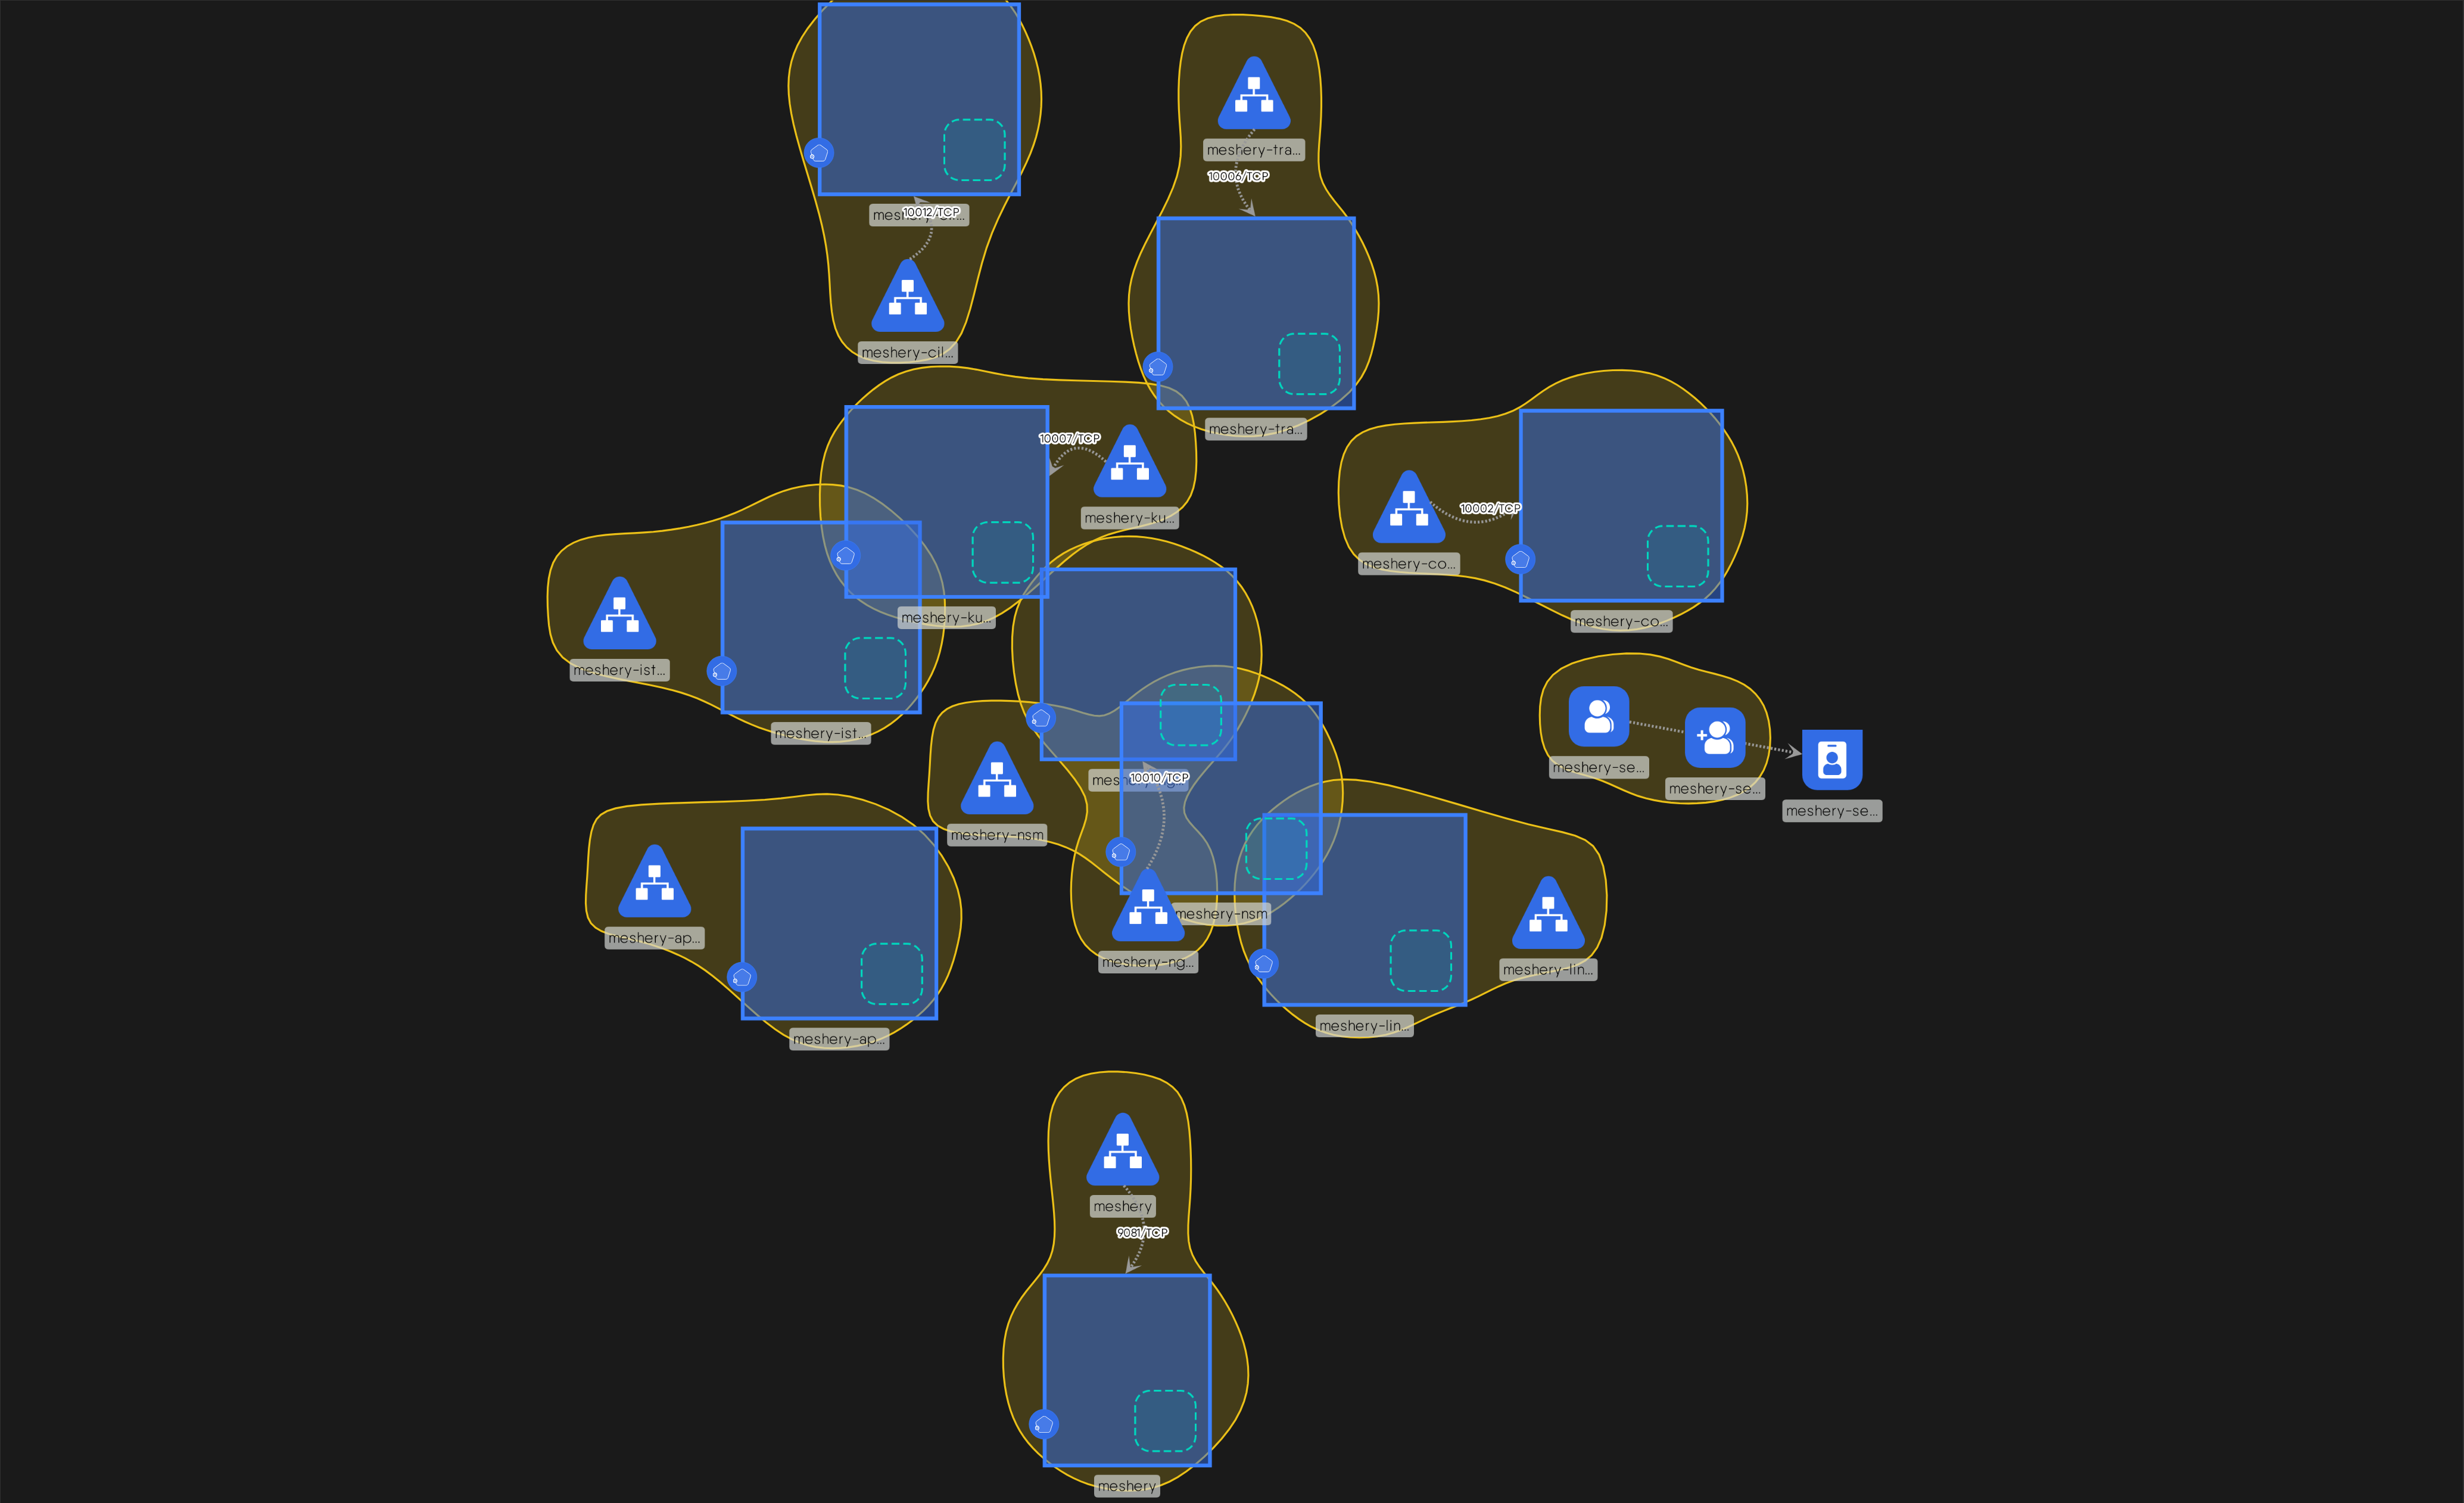 meshery-tra...
10006/TCP
10012/TCP
meshery-cil...
meshery-tra...
10007/TCP
meshery-ku...
10002/TCP
meshery-co...
meshery-ku...
meshery-co...
meshery-ist...
meshery-ist...
meshery-se...
meshery-se...
meshery-se...
10010/TCP
meshery-nsm
meshery-nsm
meshery-ap...
meshery-ng...
meshery-lin...
meshery-lin...
meshery-ap...
meshery
9081/TCP
meshery